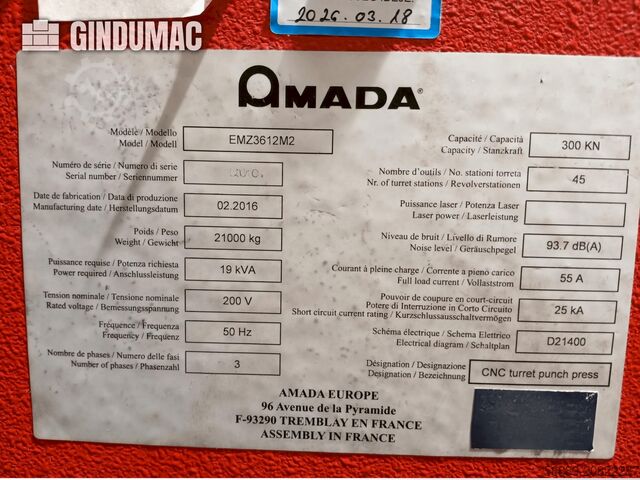 2026.03.18
GINDUMAC
AMADA®
Modèle / Modello
Model / Modell
EMZ3612M2
Numéro de série / Numero di serie
Serial number / Seriennummer
Date de fabrication / Data di produzione
Manufacturing date / Herstellungsdatum
02.2016
Poids / Peso
Weight / Gewicht
21000 kg
Puissance requise / Potenza richiesta
Power required / Anschlussleistung
19 kVA
Tension nominale / Tensione nominale
Rated voltage / Bemessungsspannung
200 V
Fréquence / Frequenza
Frequency / Frequenz
50 Hz
Nombre de phases / Numero delle fasi
Number of phases / Phasenzahl
3
Capacité / Capacità
Capacity / Stanzkraft
300 KN
Nombre d'outils / No. stationi torreta
Nr. of turret stations / Revolverstationen
45
Puissance laser / Potenza Laser
Laser power / Laserleistung
Niveau de bruit / Livello di Rumore
Noise level / Geräuschpegel
93.7 dB(A)
Courant à pleine charge / Corrente a pieno carico
Full load current / Vollaststrom
55 A
Pouvoir de coupure en court-circuit
Potere di Interruzione in Corto Circuito
Short circuit current rating / Kurzschlussausschaltvermögen
25 kA
Schéma électrique / Schema Elettrico
Electrical diagram / Schaltplan
D21400
Désignation / Designazione
Designation / Bezeichnung
CNC turret punch press
AMADA EUROPE
96 Avenue de la Pyramide
F-93290 TREMBLAY EN FRANCE
ASSEMBLY IN FRANCE